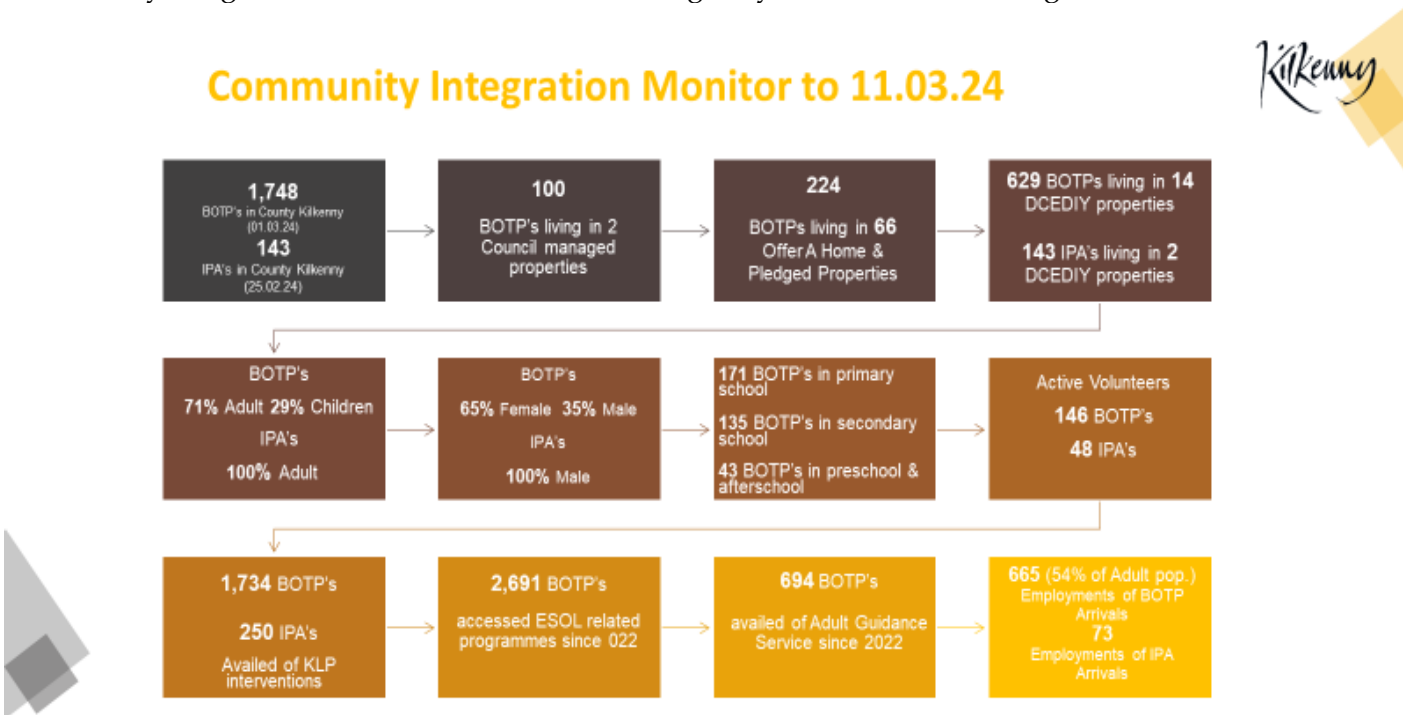 Community Integration Monitor to 11.03.24
Kilkenny
1,748
BOTP's in County Kilkenny
(01.03.24)
143
IPA's in County Kilkenny
(25.02.24)
100
BOTP's living in 2
Council managed
properties
224
BOTPs living in 66
Offer A Home &
Pledged Properties
629 BOTPs living in 14
DCEDIY properties
143 IPA's living in 2
DCEDIY properties
BOTP's
71% Adult 29% Children
IPA's
100% Adult
BOTP's
65% Female 35% Male
IPA's
100% Male
171 BOTP's in primary
school
135 BOTP's in secondary
school
43 BOTP's in preschool &
afterschool
Active Volunteers
146 BOTP's
48 IPA's
1,734 BOTP's
250 IPA's
Availed of KLP
interventions
2,691 BOTP's
accessed ESOL related
programmes since 022
694 BOTP's
availed of Adult Guidance
Service since 2022
665 (54% of Adult pop.)
Employments of BOTP
Arrivals
73
Employments of IPA
Arrivals